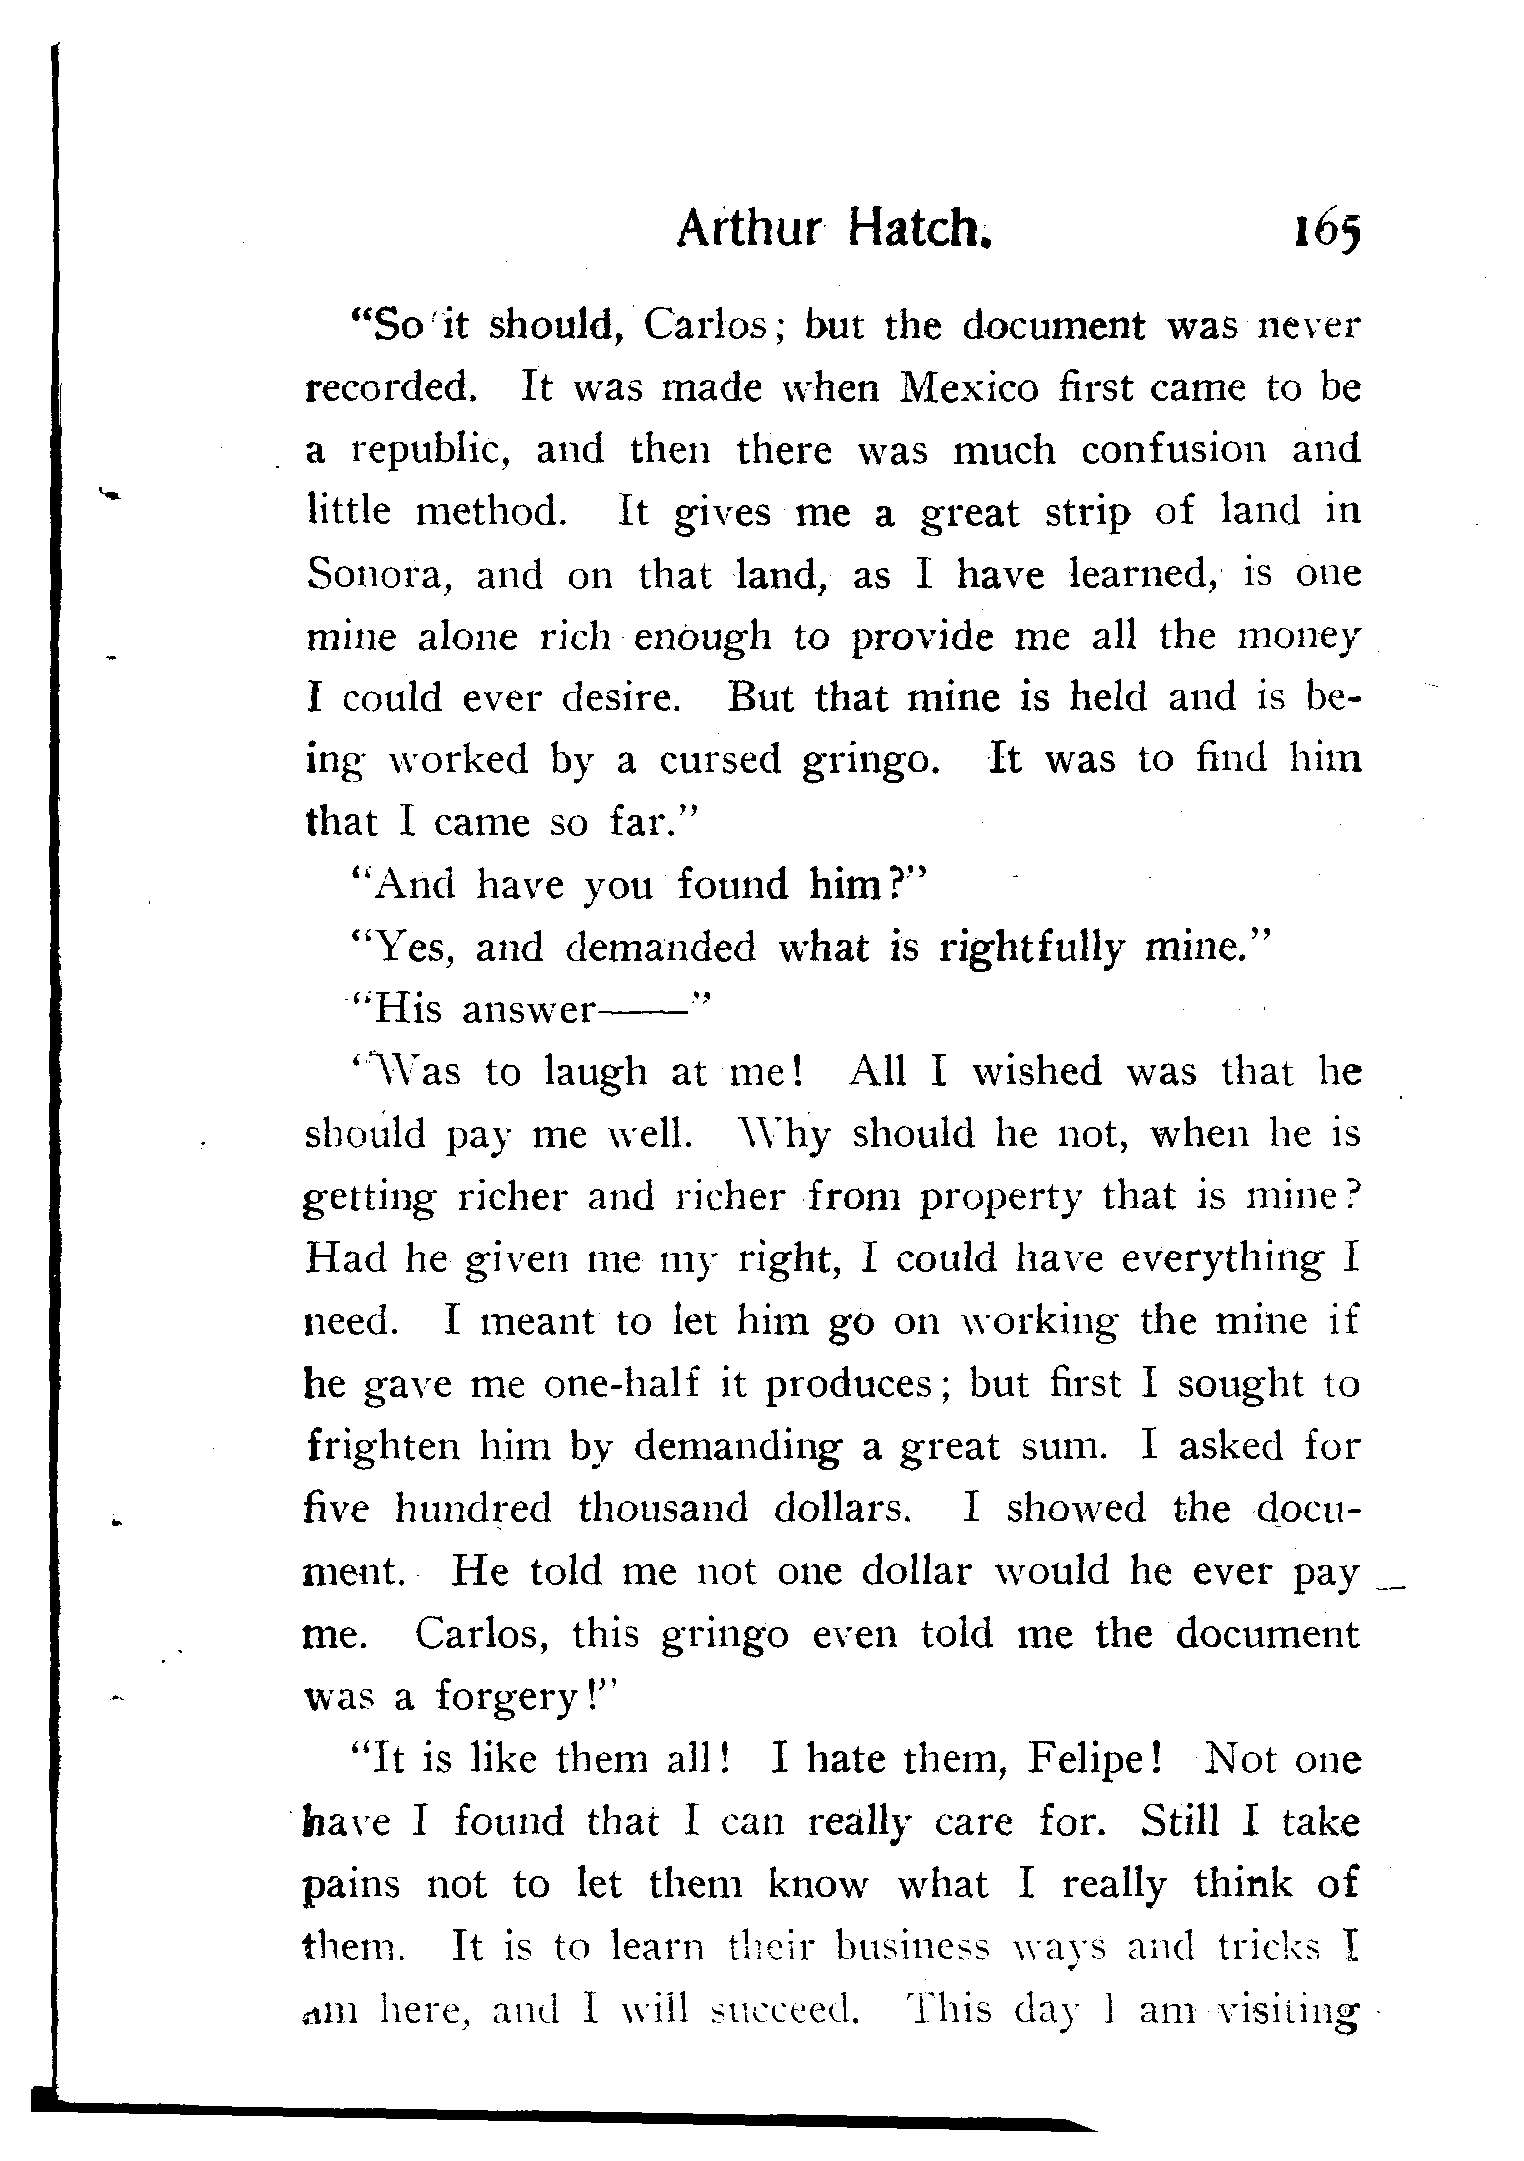 Arthur Hatch. 165
“So it should, Carlos; but the document was never
recorded. It was made when Mexico first came to be
a republic, and then there was much confusion and
little method. It gives me a great strip of land in
Sonora, and on that land, as I have learned, is one
mine alone rich enough to provide me all the money
I could ever desire. But that mine is held and is be-
ing worked by a cursed gringo. It was to find him
that I came so far.”
“And have you found him?”
“Yes, and demanded what is rightfully mine.”
“His answer——”
“Was to laugh at me! All I wished was that he
should pay me well. Why should he not, when he is
getting richer and richer from property that is mine?
Had he given me my right, I could have everything I
need. I meant to let him go on working the mine if
he gave me one-half it produces; but first I sought to
frighten him by demanding a great sum. I asked for
five hundred thousand dollars. I showed the docu-
ment. He told me not one dollar would he ever pay
me. Carlos, this gringo even told me the document
was a forgery!”
“It is like them all! I hate them, Felipe! Not one
have I found that I can really care for. Still I take
pains not to let them know what I really think of
them. It is to learn their business ways and tricks I
am here, and I will succeed. This day I am visiting